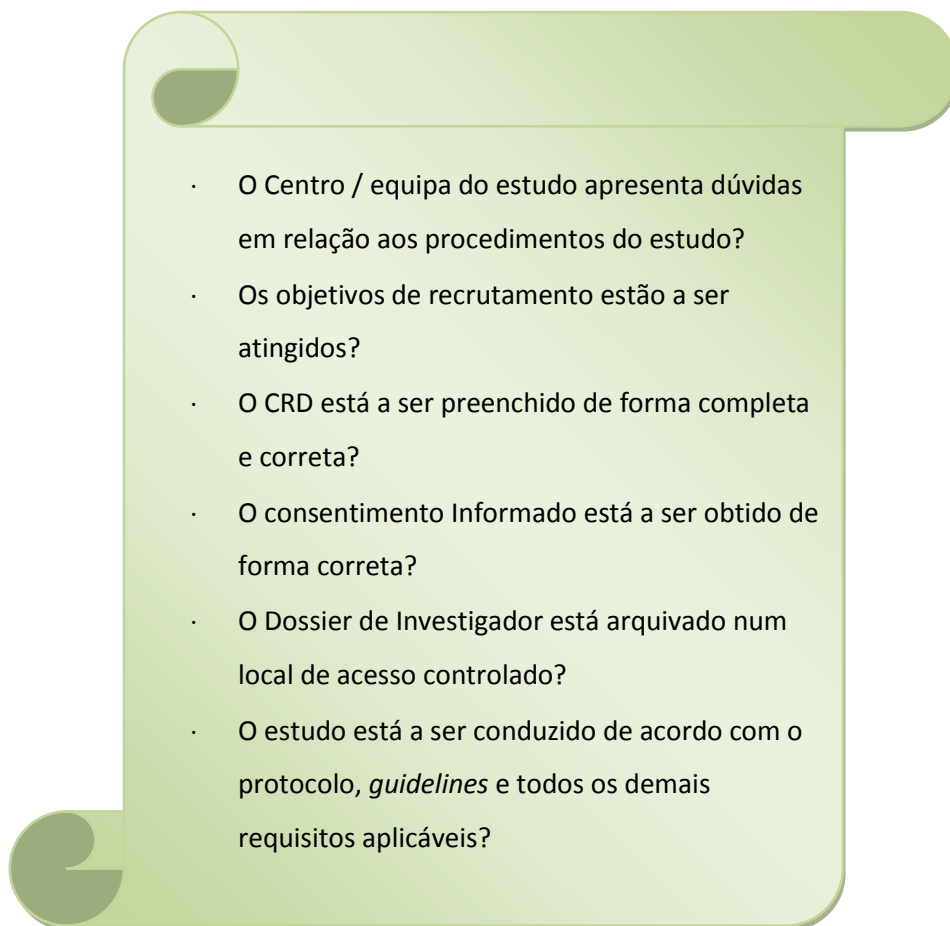 · O Centro / equipa do estudo apresenta dúvidas
em relação aos procedimentos do estudo?
· Os objetivos de recrutamento estão a ser
atingidos?
· O CRD está a ser preenchido de forma completa
e correta?
· O consentimento Informado está a ser obtido de
forma correta?
· O Dossier de Investigador está arquivado num
local de acesso controlado?
· O estudo está a ser conduzido de acordo com o
protocolo, guidelines e todos os demais
requisitos aplicáveis?